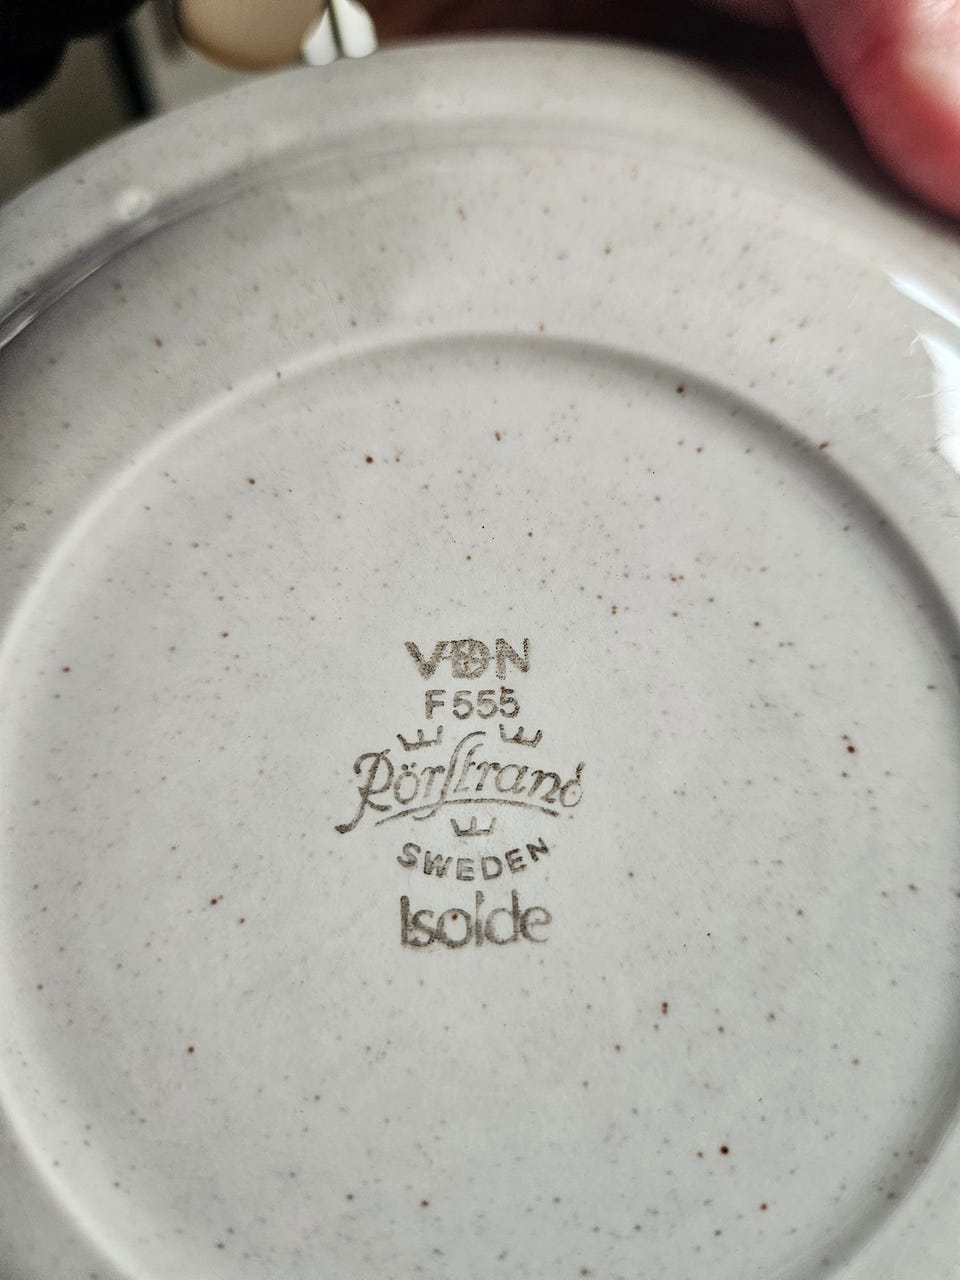 VDN
F555
Rörstrand
SWEDEN
Isolde